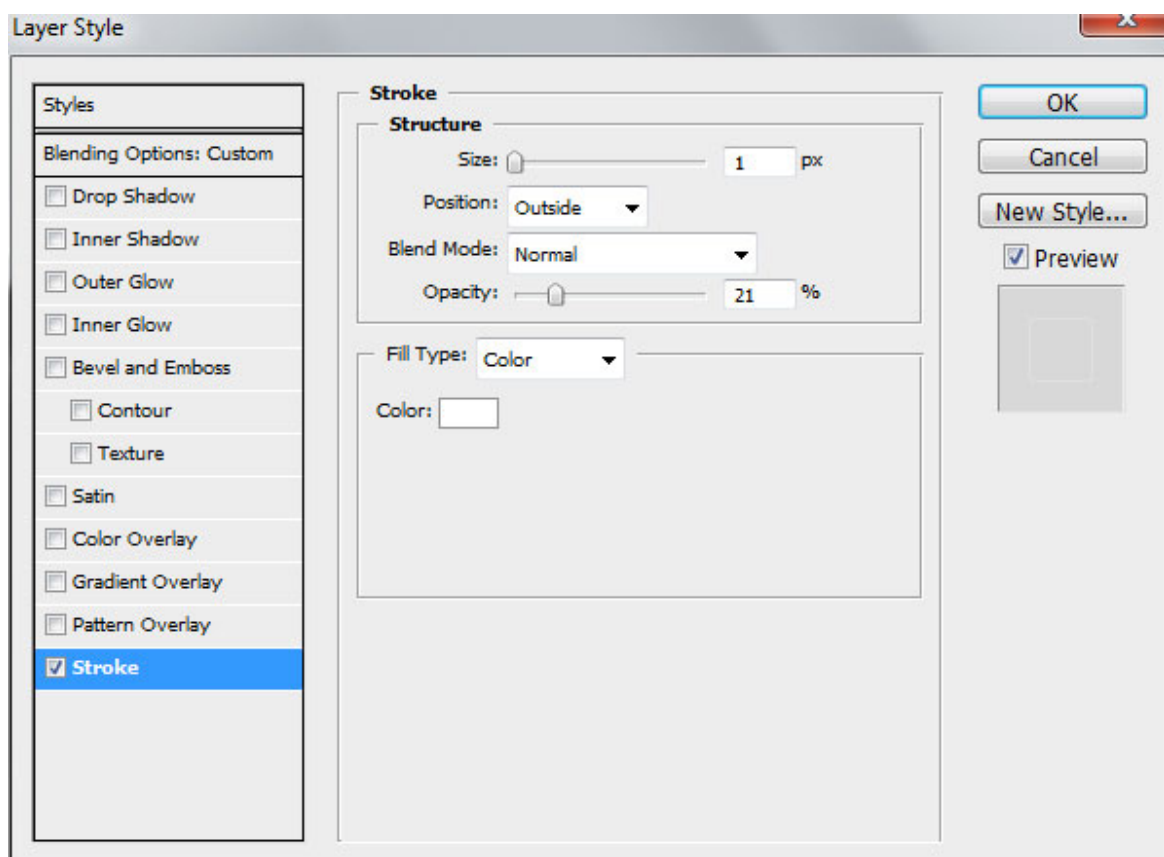 Layer Style
x
Styles
Blending Options: Custom
Drop Shadow
Inner Shadow
Outer Glow
Inner Glow
Bevel and Emboss
Contour
Texture
Satin
Color Overlay
Gradient Overlay
Pattern Overlay
Stroke
Stroke
Structure
Size: 1 px
Position: Outside
Blend Mode: Normal
Opacity: 21 %
Fill Type: Color
Color:
OK
Cancel
New Style...
Preview